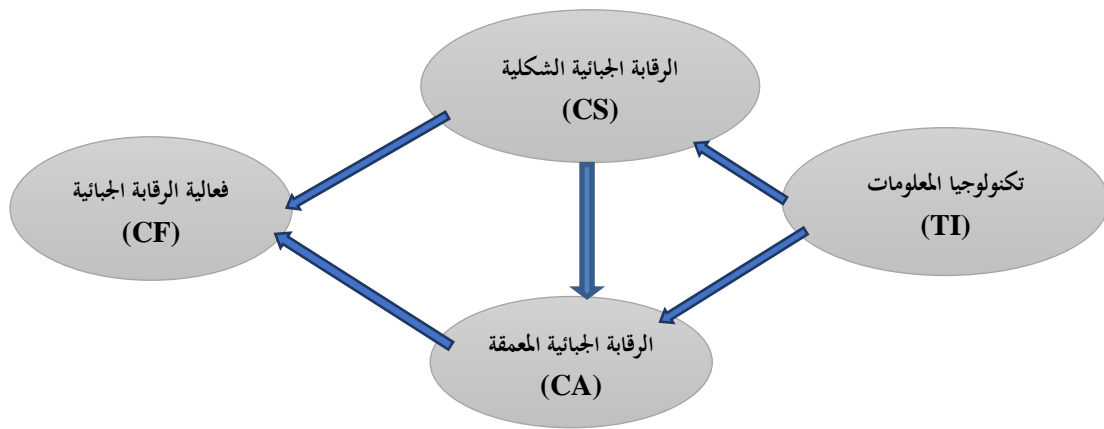 الرقابة الجبائية الشكلية
(CS)
تكنولوجيا المعلومات
(TI)
فعالية الرقابة الجبائية
(CF)
الرقابة الجبائية المعمقة
(CA)